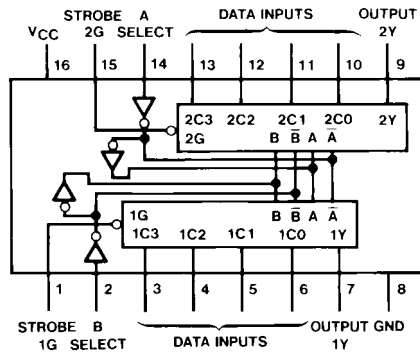 STROBE A DATA INPUTS OUTPUT
VCC 2G SELECT 2Y
16 15 14 13 12 11 10 9
2C3 2C2 2C1 2C0 2Y
2G B B̅ A A̅
1G B B̅ A A̅
1C3 1C2 1C1 1C0 1Y
1 2 3 4 5 6 7 8
STROBE B DATA INPUTS OUTPUT GND
1G SELECT 1Y